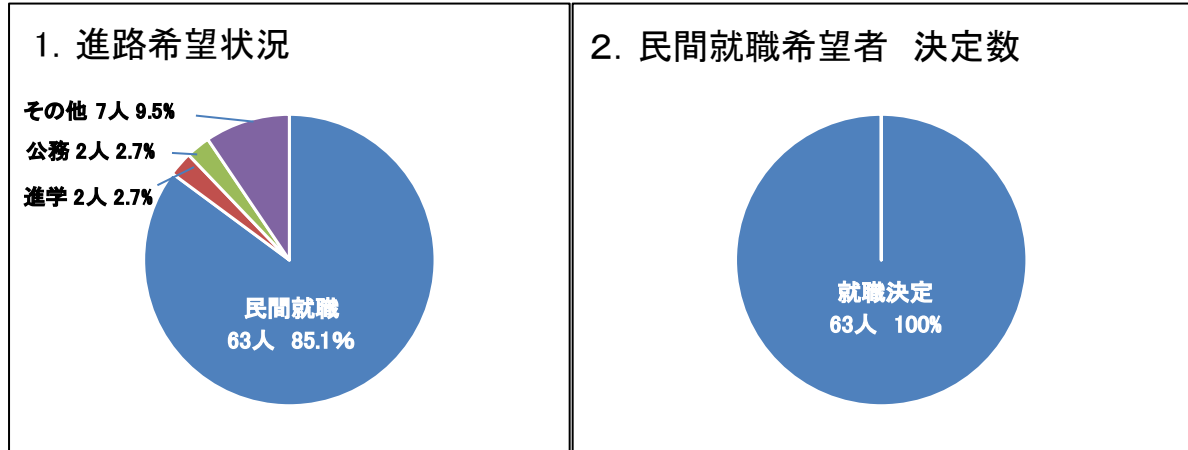 1. 進路希望状況
その他 7人 9.5%
公務 2人 2.7%
進学 2人 2.7%
民間就職
63人 85.1%
2. 民間就職希望者 決定数
就職決定
63人 100%